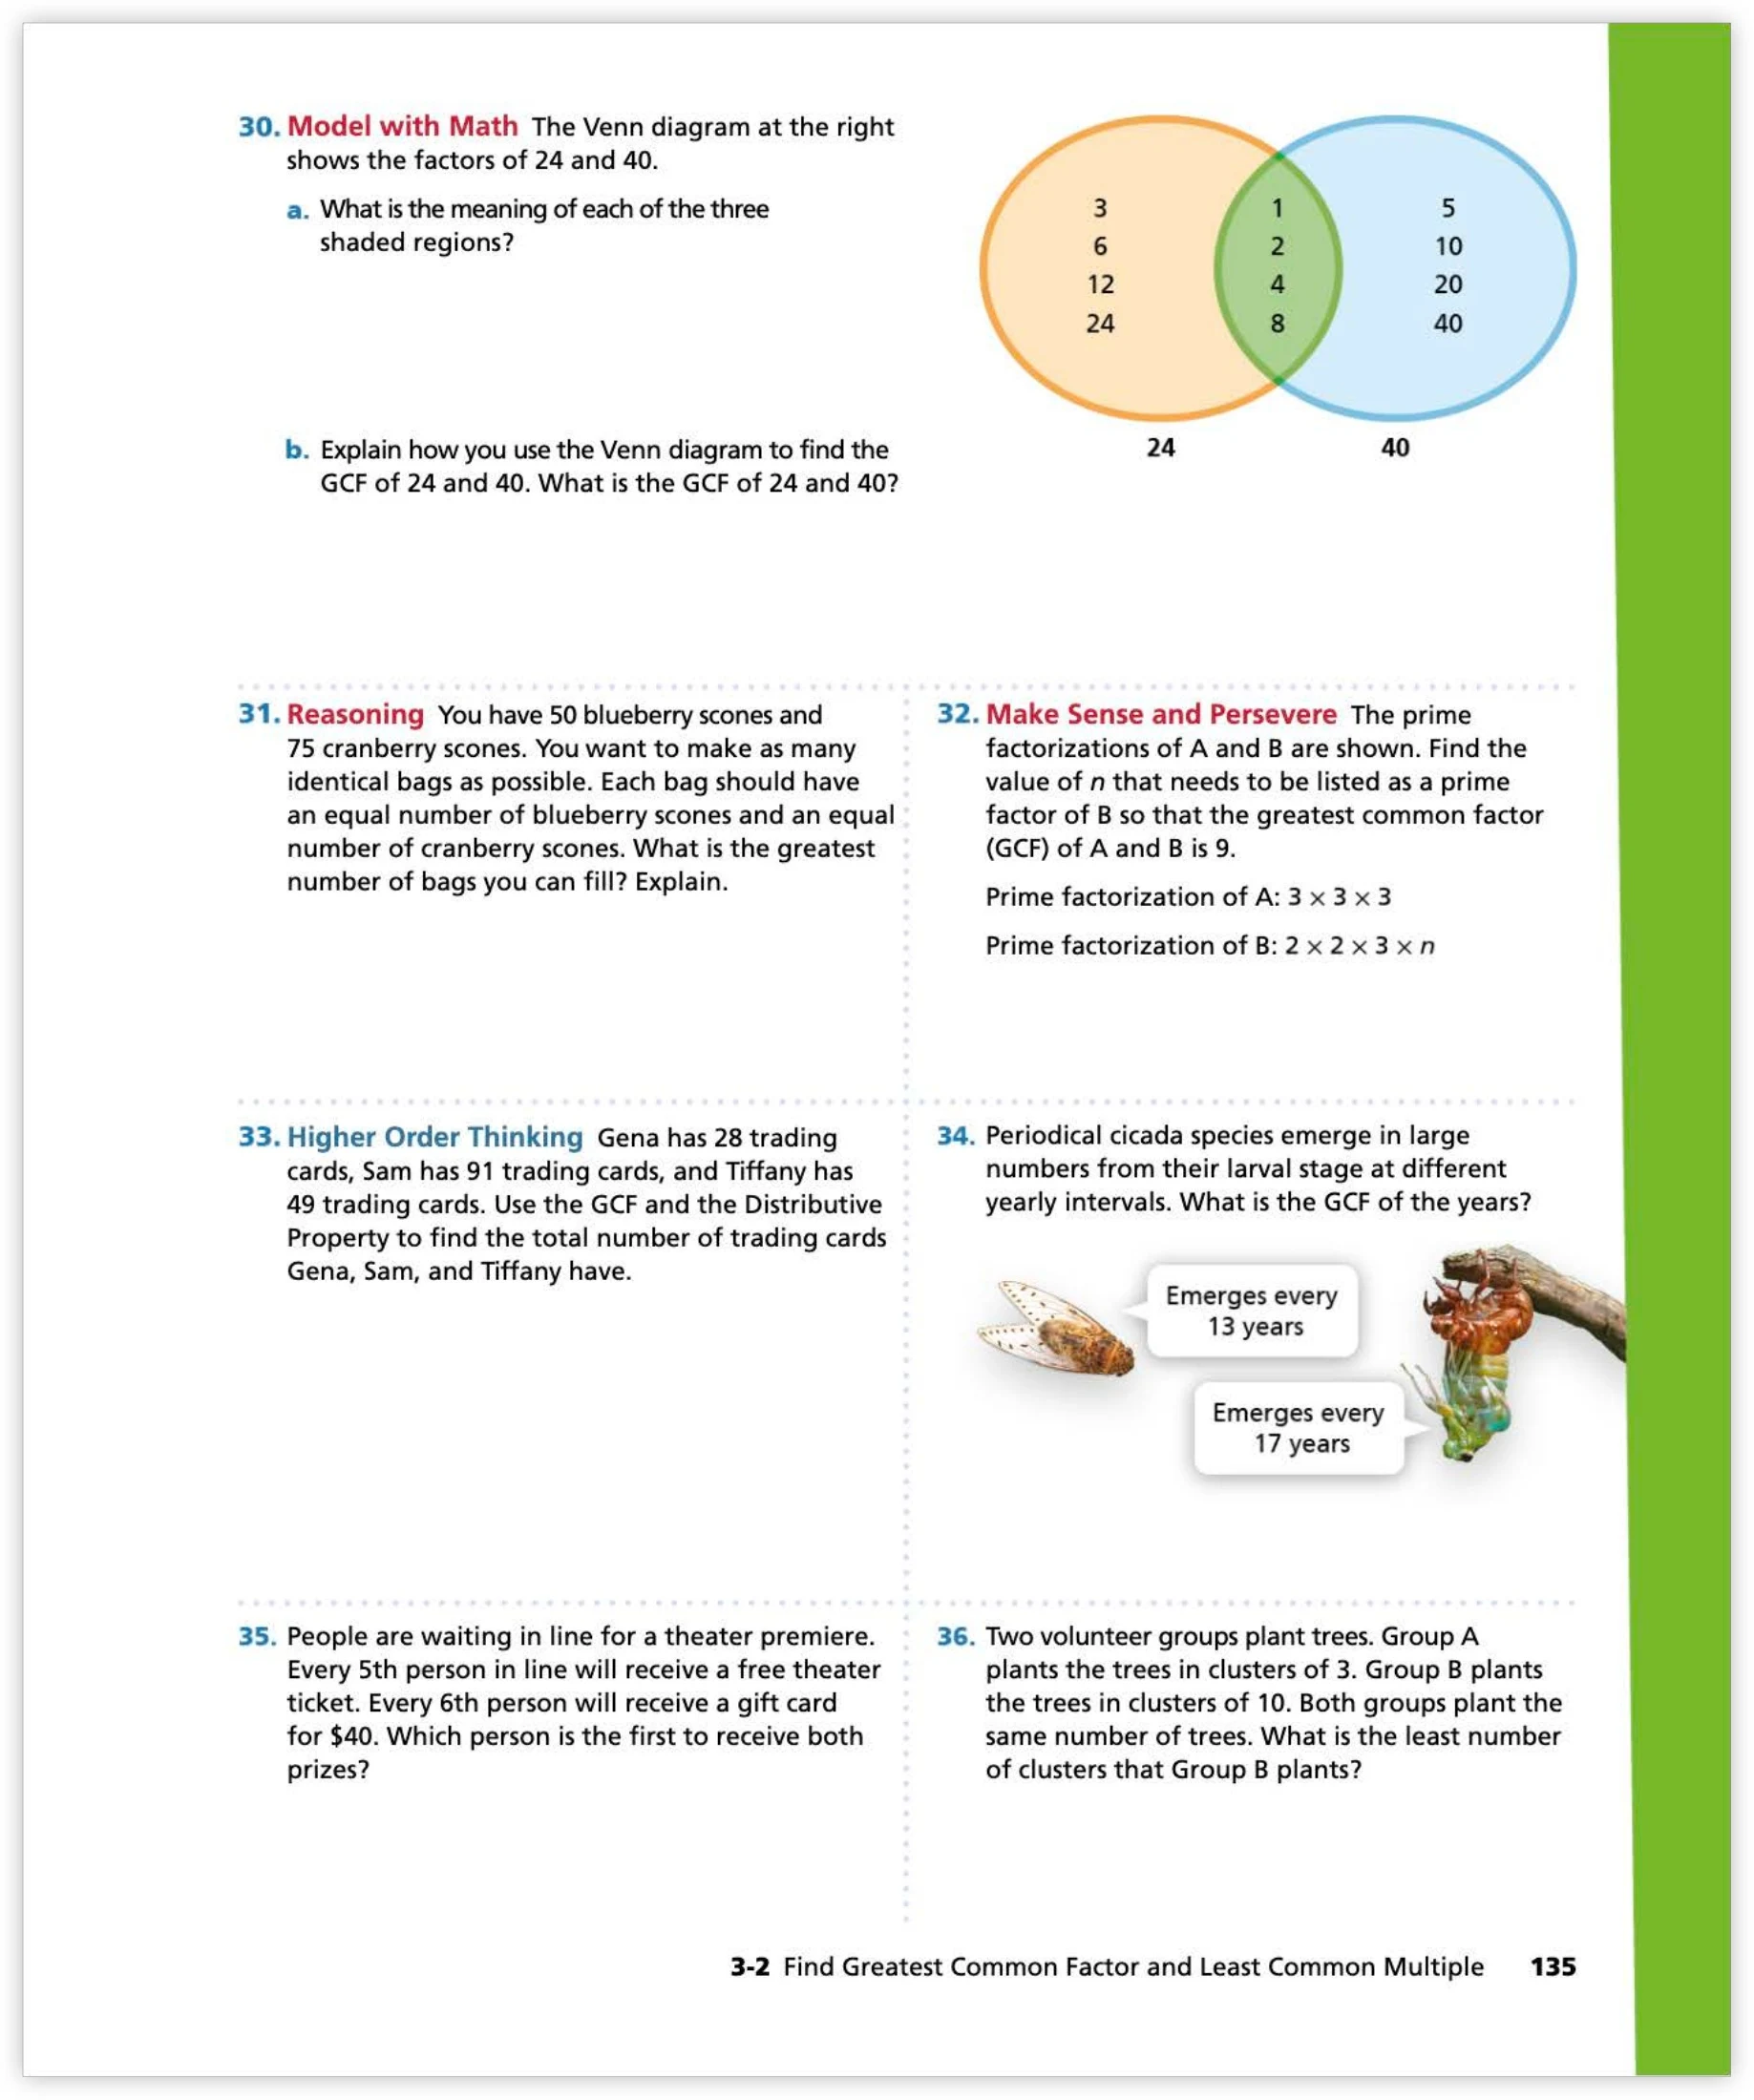 30. Model with Math The Venn diagram at the right
shows the factors of 24 and 40.
a. What is the meaning of each of the three
shaded regions?
3
6
12
24
1
2
4
8
5
10
20
40
24
40
b. Explain how you use the Venn diagram to find the
GCF of 24 and 40. What is the GCF of 24 and 40?
31. Reasoning You have 50 blueberry scones and
75 cranberry scones. You want to make as many
identical bags as possible. Each bag should have
an equal number of blueberry scones and an equal
number of cranberry scones. What is the greatest
number of bags you can fill? Explain.
32. Make Sense and Persevere The prime
factorizations of A and B are shown. Find the
value of n that needs to be listed as a prime
factor of B so that the greatest common factor
(GCF) of A and B is 9.
Prime factorization of A: 3 × 3 × 3
Prime factorization of B: 2 × 2 × 3 × n
33. Higher Order Thinking Gena has 28 trading
cards, Sam has 91 trading cards, and Tiffany has
49 trading cards. Use the GCF and the Distributive
Property to find the total number of trading cards
Gena, Sam, and Tiffany have.
34. Periodical cicada species emerge in large
numbers from their larval stage at different
yearly intervals. What is the GCF of the years?
Emerges every
13 years
Emerges every
17 years
35. People are waiting in line for a theater premiere.
Every 5th person in line will receive a free theater
ticket. Every 6th person will receive a gift card
for $40. Which person is the first to receive both
prizes?
36. Two volunteer groups plant trees. Group A
plants the trees in clusters of 3. Group B plants
the trees in clusters of 10. Both groups plant the
same number of trees. What is the least number
of clusters that Group B plants?
3-2 Find Greatest Common Factor and Least Common Multiple 135